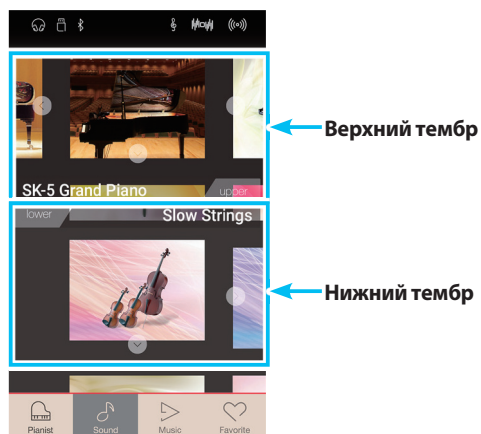 Верхний тембр
SK-5 Grand Piano
upper
lower
Slow Strings
Нижний тембр
Pianist
Sound
Music
Favorite